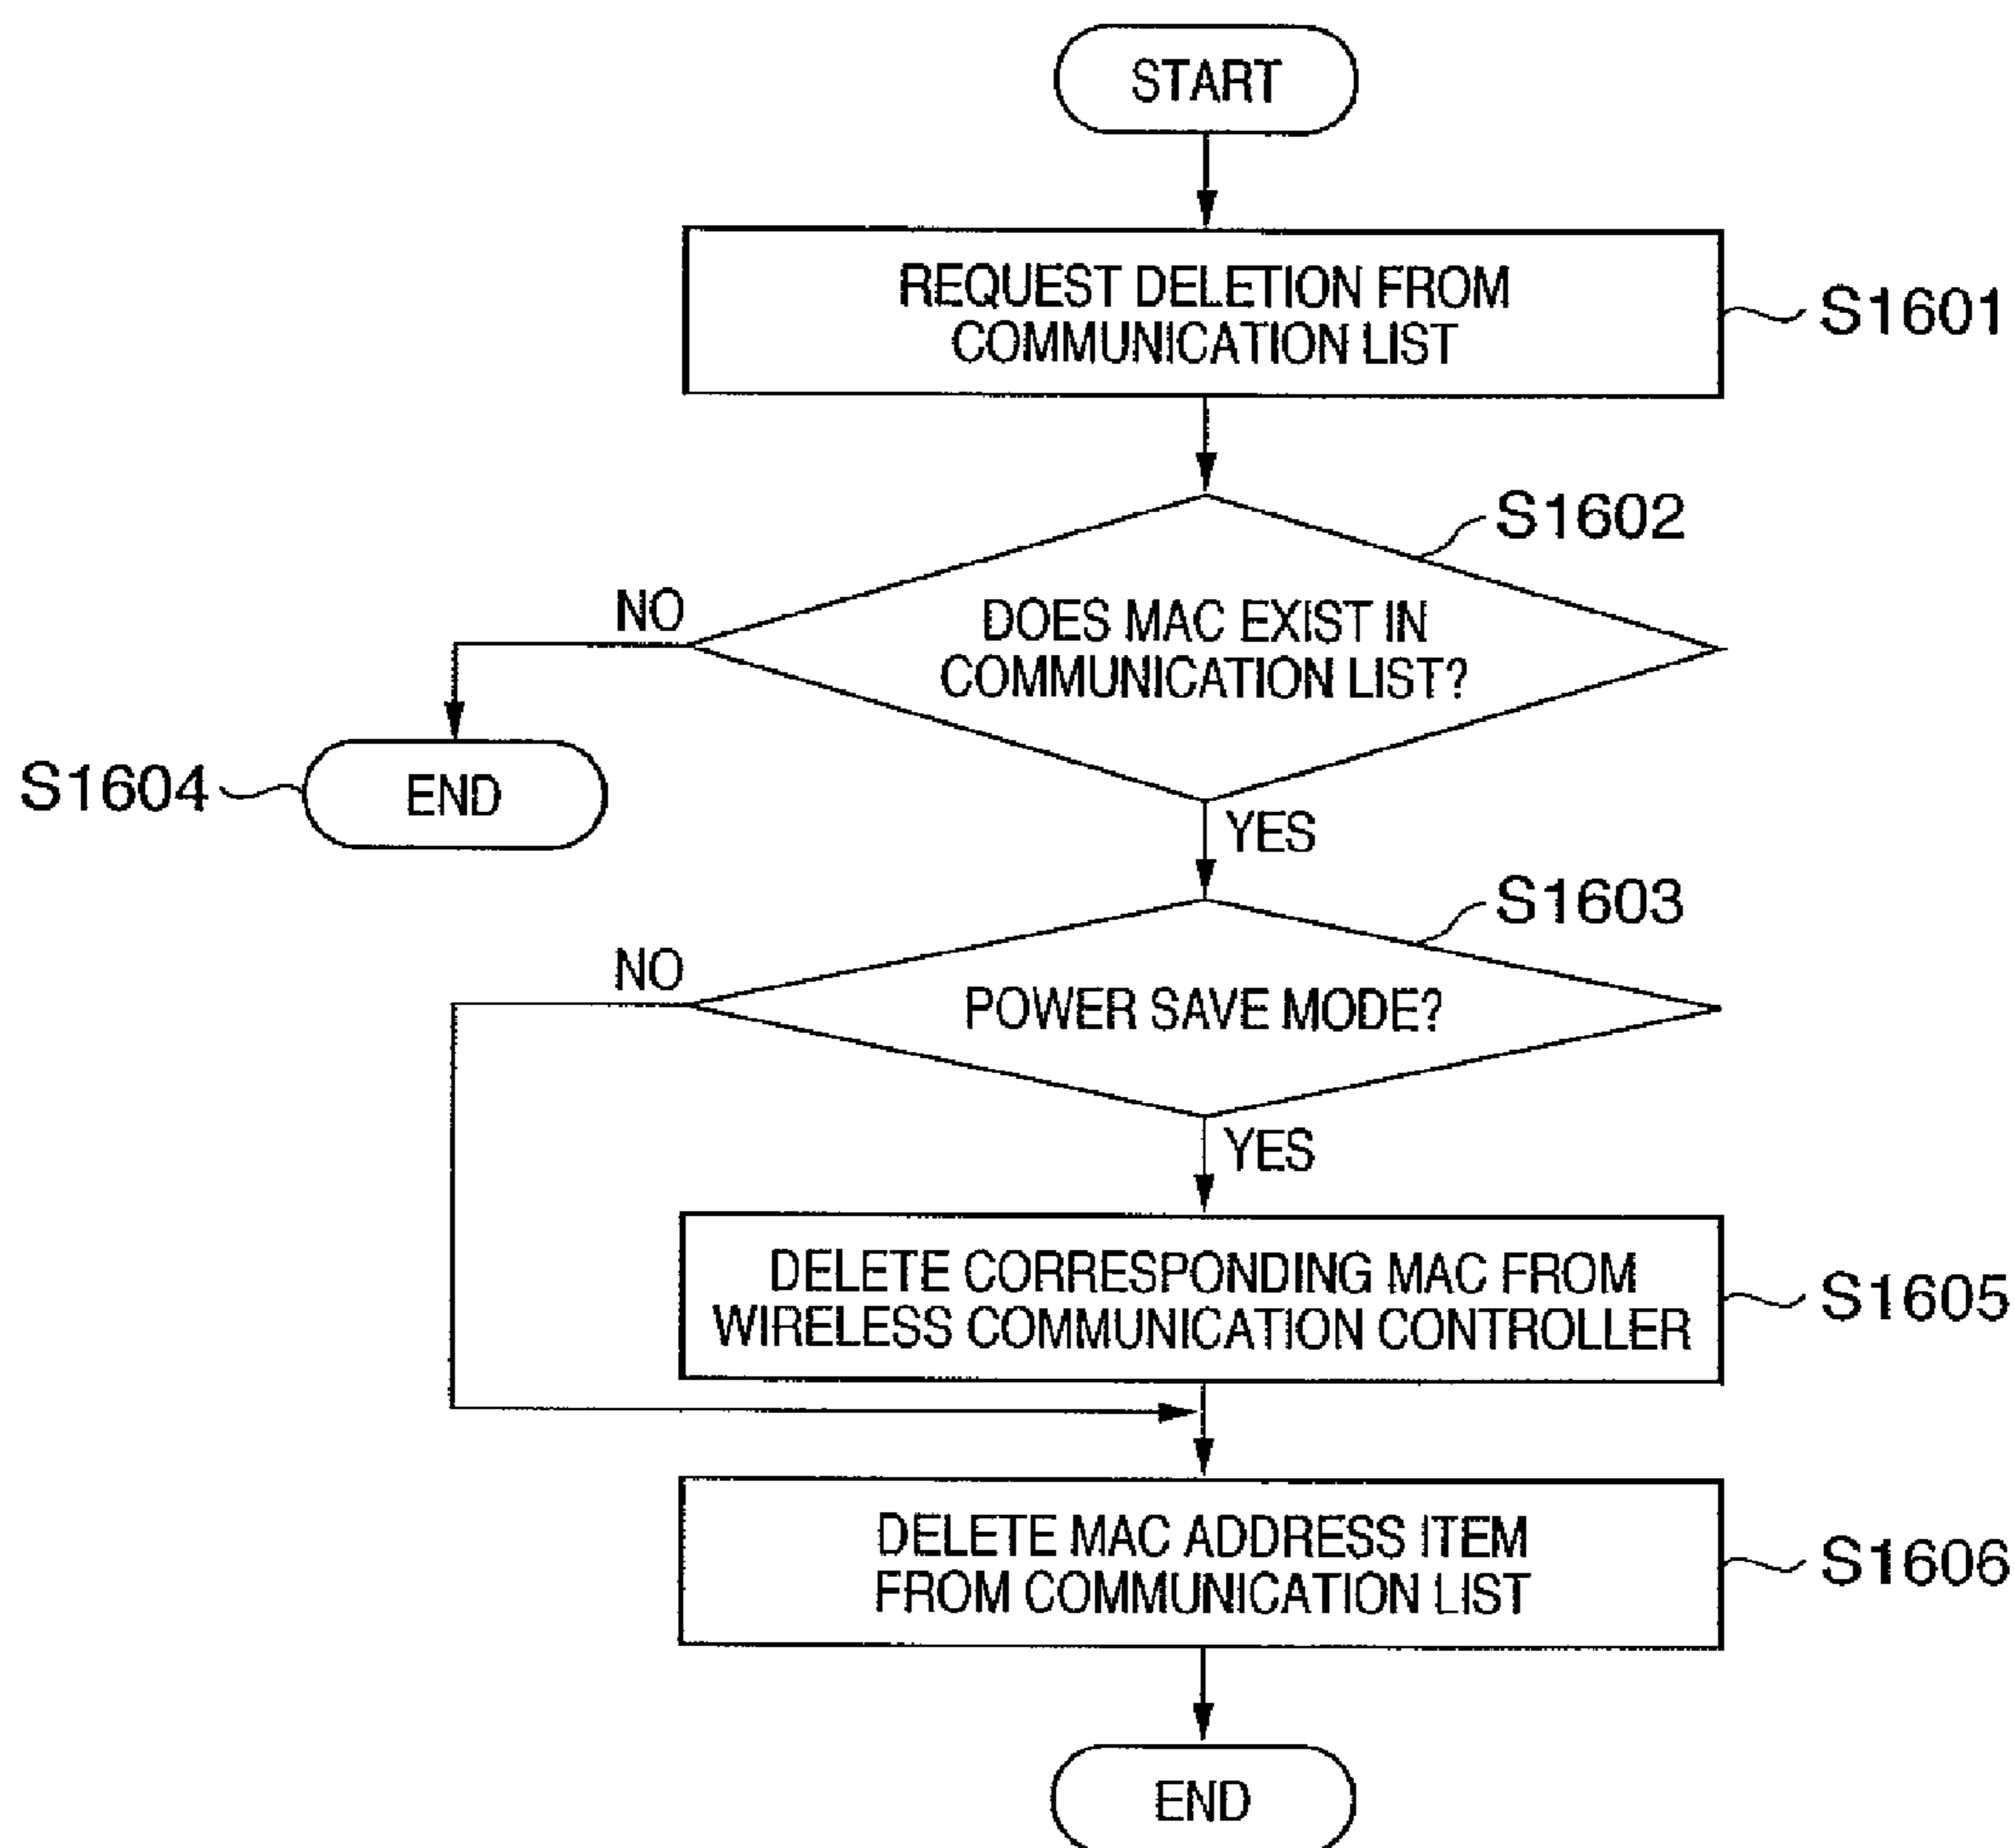 START
REQUEST DELETION FROM
COMMUNICATION LIST
S1601
S1602
DOES MAC EXIST IN
COMMUNICATION LIST?
NO
S1604
END
YES
S1603
POWER SAVE MODE?
NO
YES
DELETE CORRESPONDING MAC FROM
WIRELESS COMMUNICATION CONTROLLER
S1605
DELETE MAC ADDRESS ITEM
FROM COMMUNICATION LIST
S1606
END